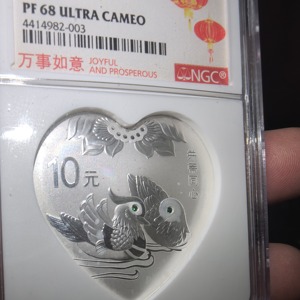 PF 68 ULTRA CAMEO
4414982-003
万事如意 JOYFUL
AND PROSPEROUS
NGC®
10元